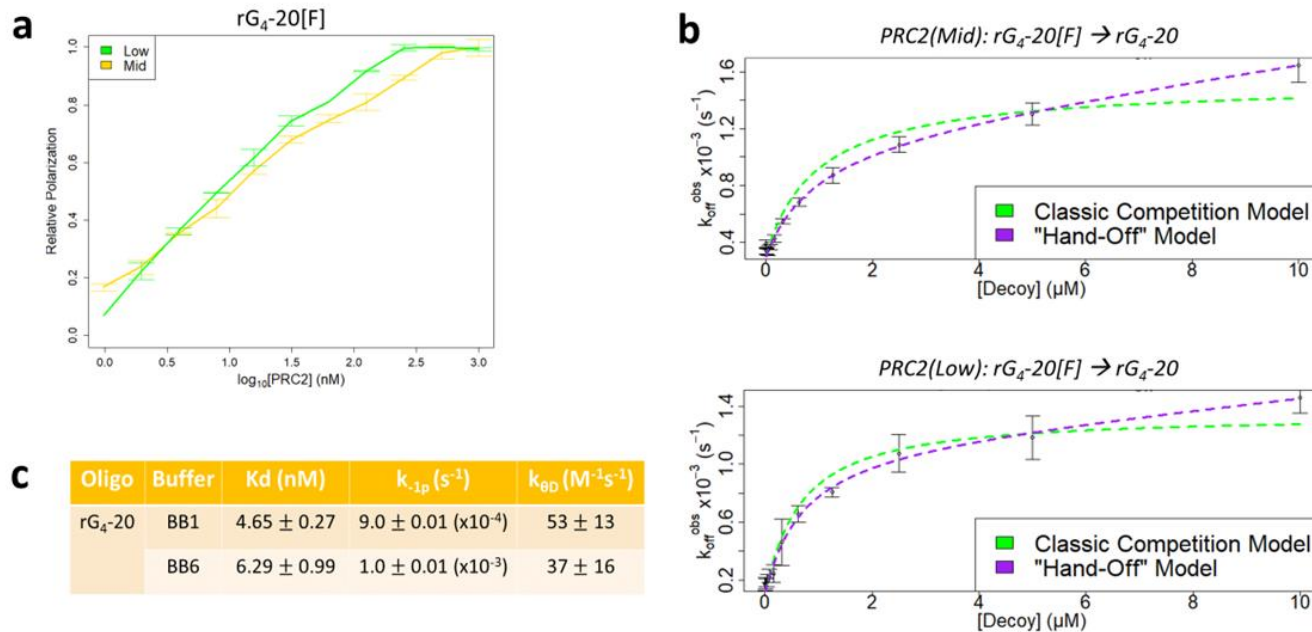 a
rG₄-20[F]
Low
Mid
Relative Polarization
1.0
0.8
0.6
0.4
0.2
0.0
0.0 0.5 1.0 1.5 2.0 2.5 3.0
log₁₀[PRC2] (nM)
b
PRC2(Mid): rG₄-20[F] → rG₄-20
k_off^obs x10⁻³ (s⁻¹)
1.6
1.2
0.8
0.4
Classic Competition Model
"Hand-Off" Model
0 2 4 6 8 10
[Decoy] (µM)
PRC2(Low): rG₄-20[F] → rG₄-20
k_off^obs x10⁻³ (s⁻¹)
1.4
1.0
0.6
0.2
Classic Competition Model
"Hand-Off" Model
0 2 4 6 8 10
[Decoy] (µM)
c
Oligo Buffer Kd (nM) k₋₁ₚ (s⁻¹) k_θD (M⁻¹s⁻¹)
rG₄-20 BB1 4.65 ± 0.27 9.0 ± 0.01 (x10⁻⁴) 53 ± 13
BB6 6.29 ± 0.99 1.0 ± 0.01 (x10⁻³) 37 ± 16